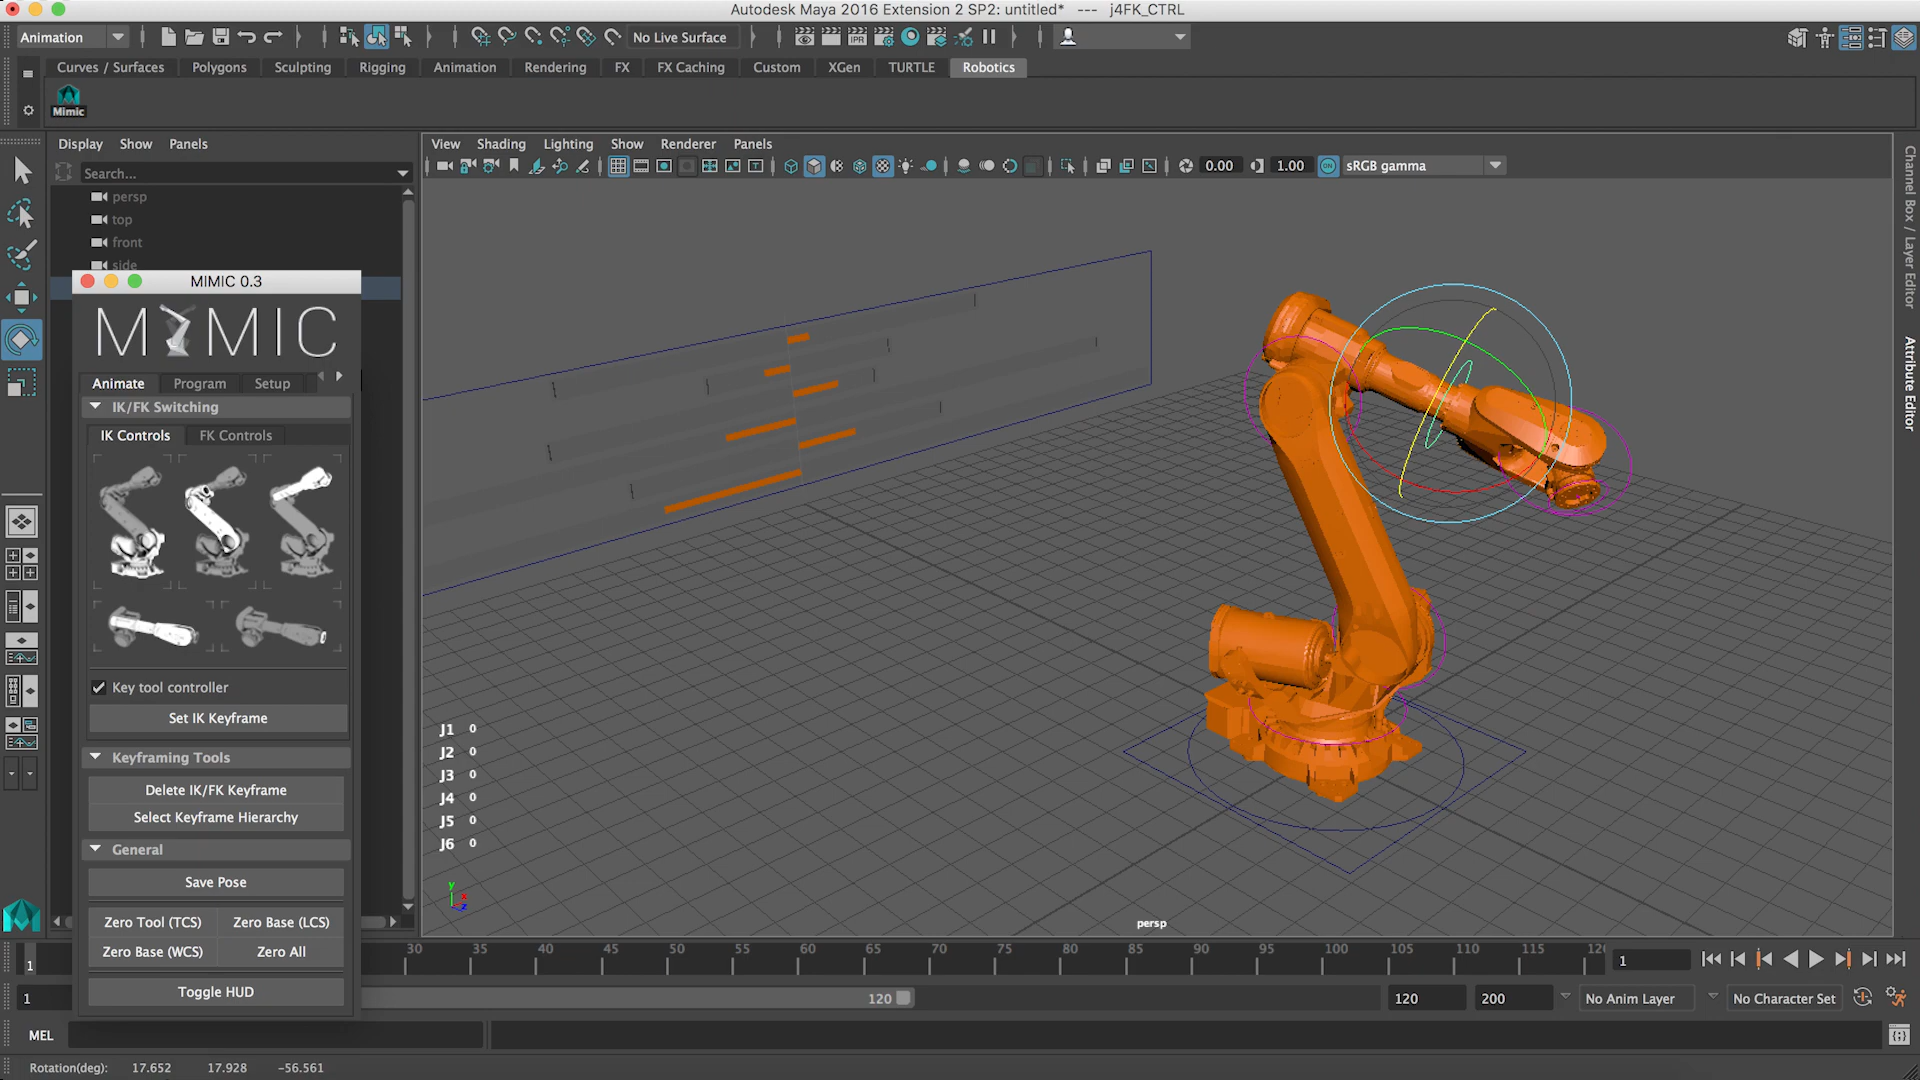 Autodesk Maya 2016 Extension 2 SP2: untitled* --- j4FK_CTRL
Animation
No Live Surface
IPR
Curves / Surfaces Polygons Sculpting Rigging Animation Rendering FX FX Caching Custom XGen TURTLE Robotics
Mimic
Display Show Panels
View Shading Lighting Show Renderer Panels
Search...
0.00 1.00 ON sRGB gamma
persp
top
front
side
MIMIC 0.3
MIMIC
Animate Program Setup
IK/FK Switching
IK Controls FK Controls
Key tool controller
Set IK Keyframe
Keyframing Tools
Delete IK/FK Keyframe
Select Keyframe Hierarchy
General
Save Pose
Zero Tool (TCS) Zero Base (LCS)
Zero Base (WCS) Zero All
Toggle HUD
J1 0
J2 0
J3 0
J4 0
J5 0
J6 0
y
x
z
persp
Channel Box / Layer Editor
Attribute Editor
1 30 35 40 45 50 55 60 65 70 75 80 85 90 95 100 105 110 115 120 1
1 120 120 200 No Anim Layer No Character Set
MEL
Rotation(deg): 17.652 17.928 -56.561